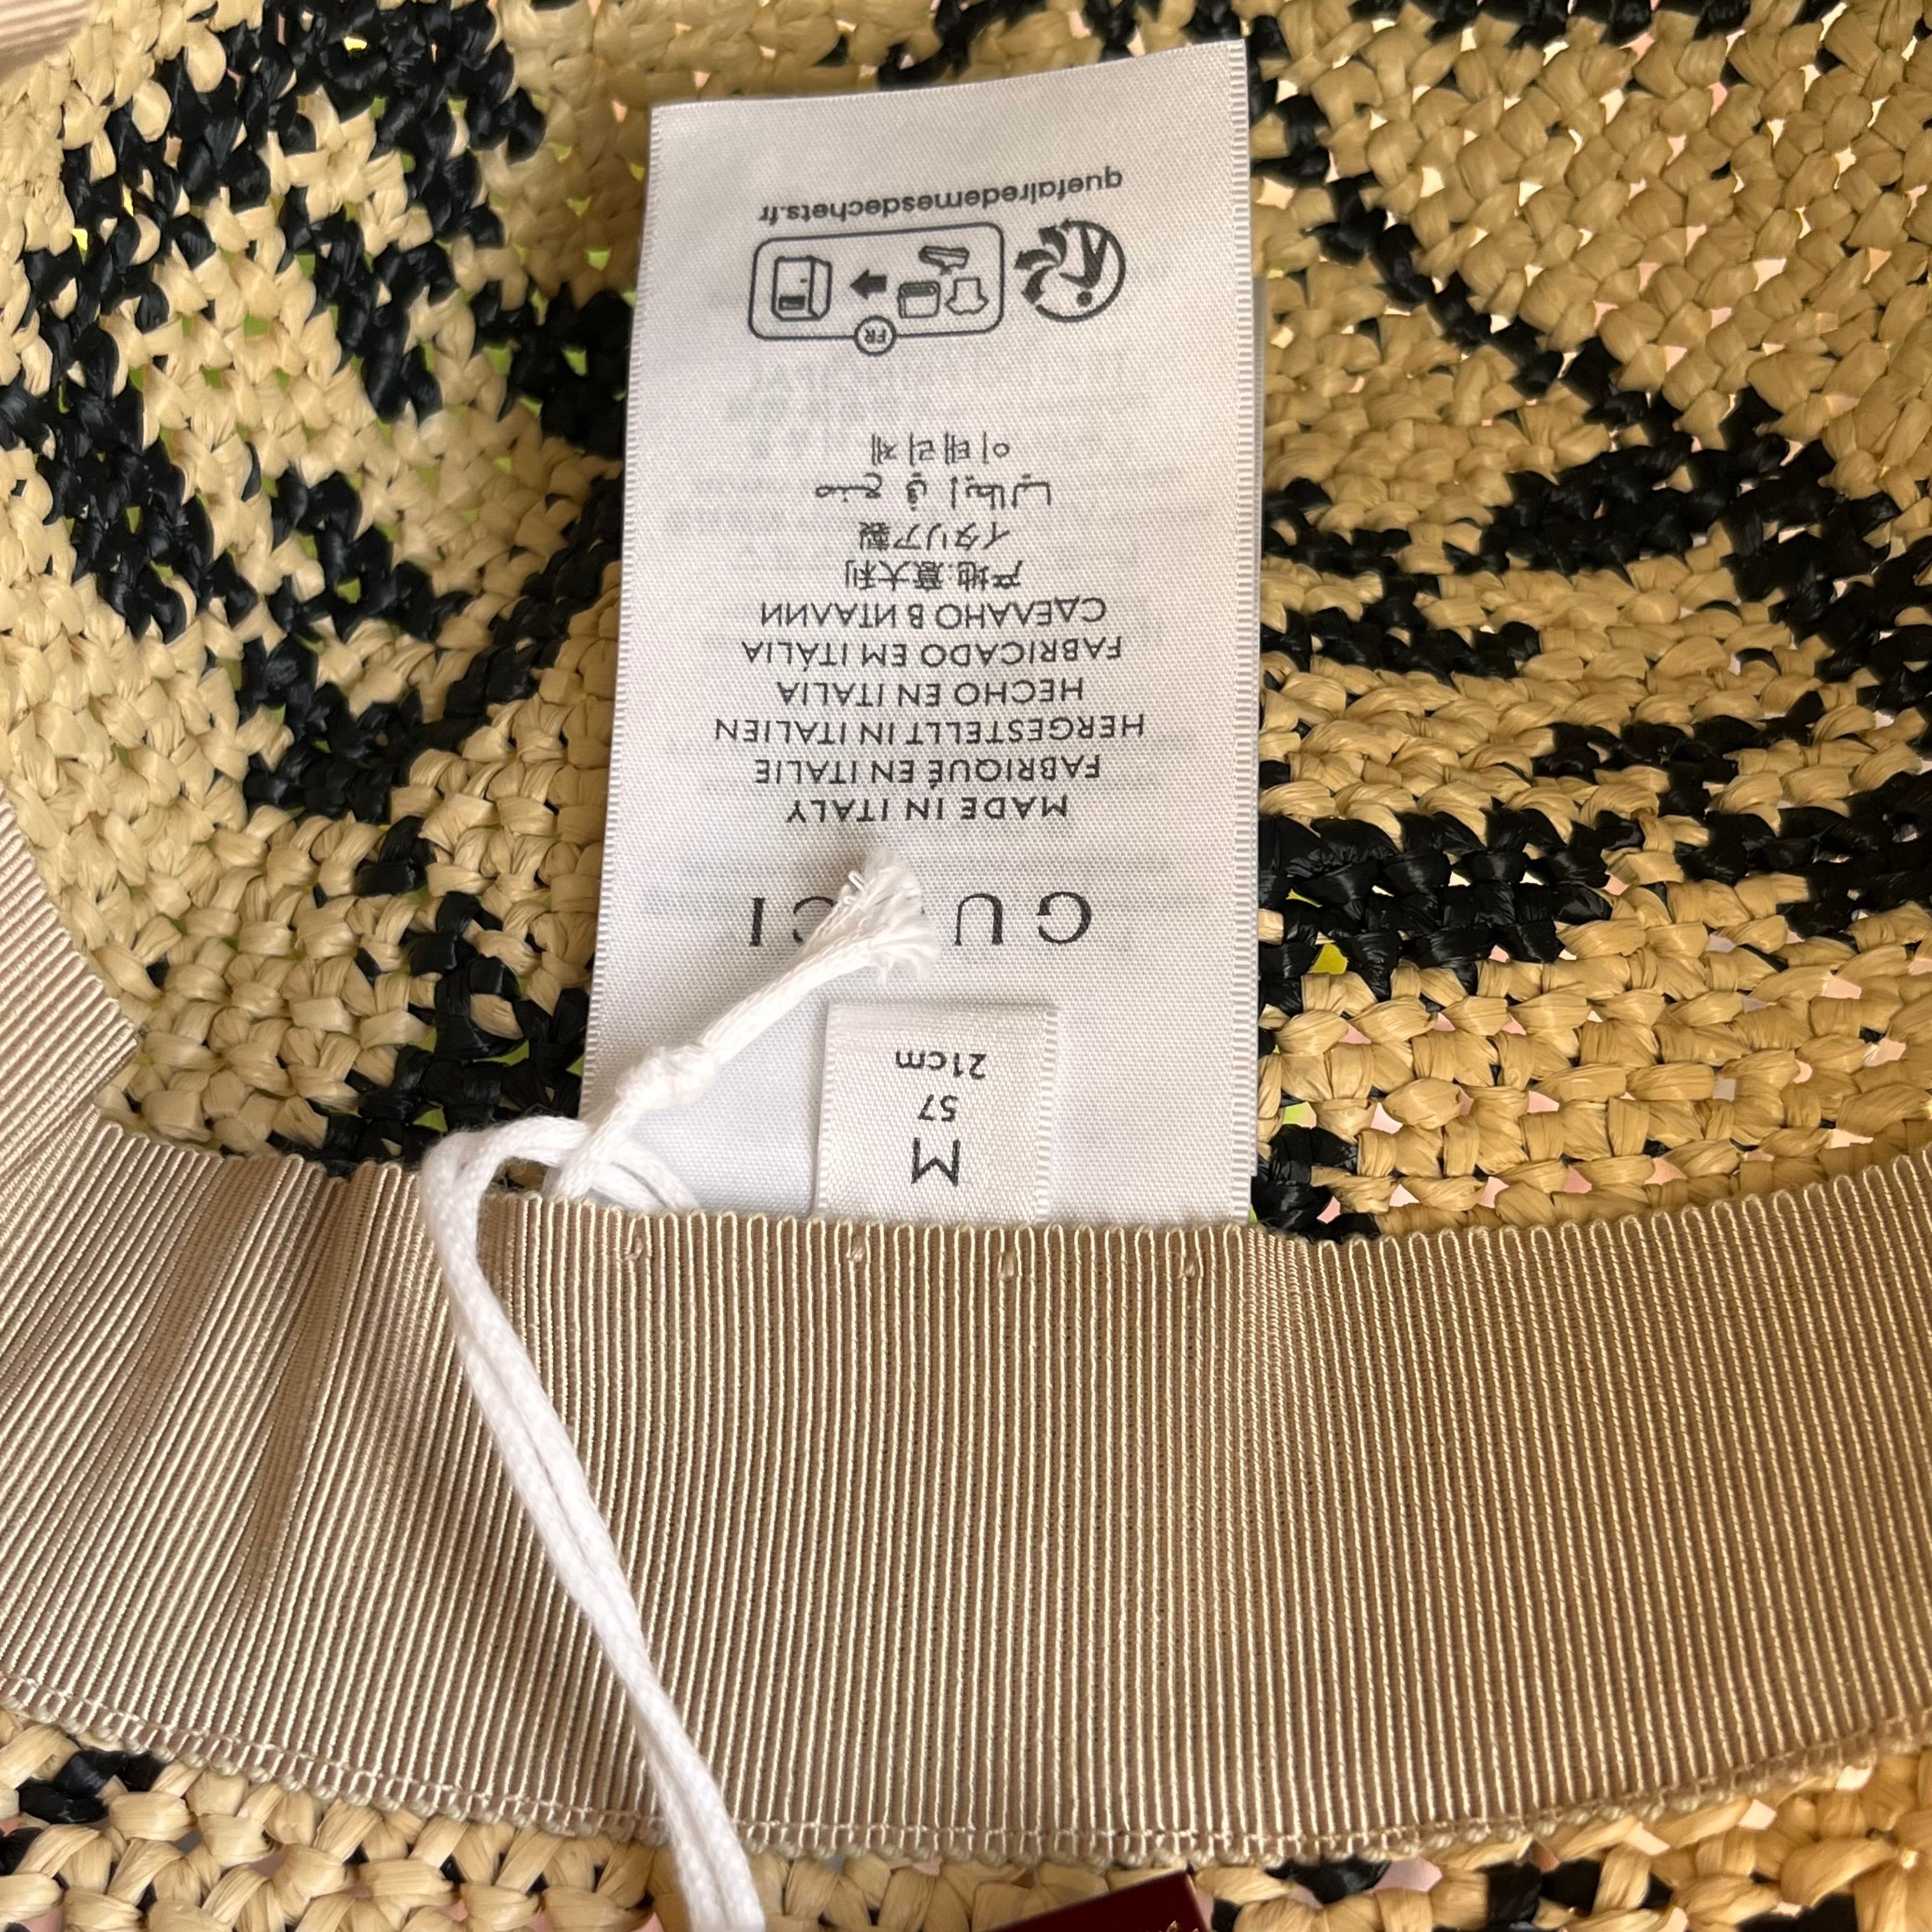 M
57
21cm
GUCCI
MADE IN ITALY
FABRIQUÉ EN ITALIE
HERGESTELLT IN ITALIEN
HECHO EN ITALIA
FABRICADO EM ITÁLIA
СДЕЛАНО В ИТАЛИИ
产地:意大利
イタリア製
صنع في إيطاليا
이태리제
FR
quefairedemesdechets.fr